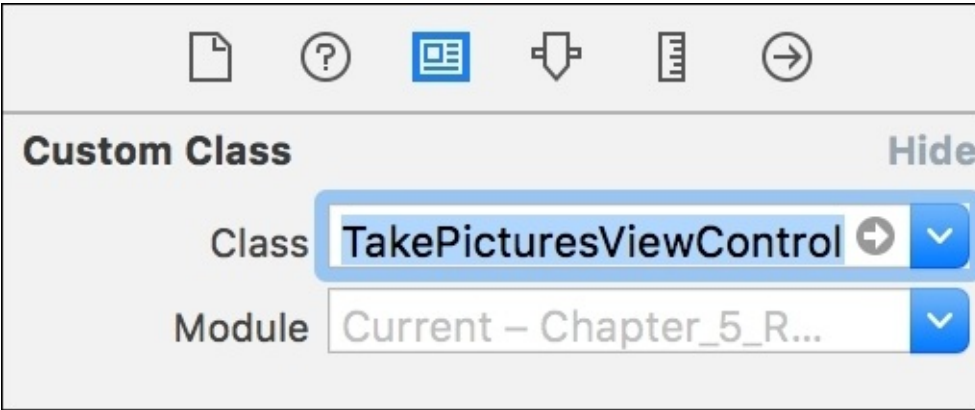 Custom Class
Hide
Class TakePicturesViewControl
Module Current – Chapter_5_R...